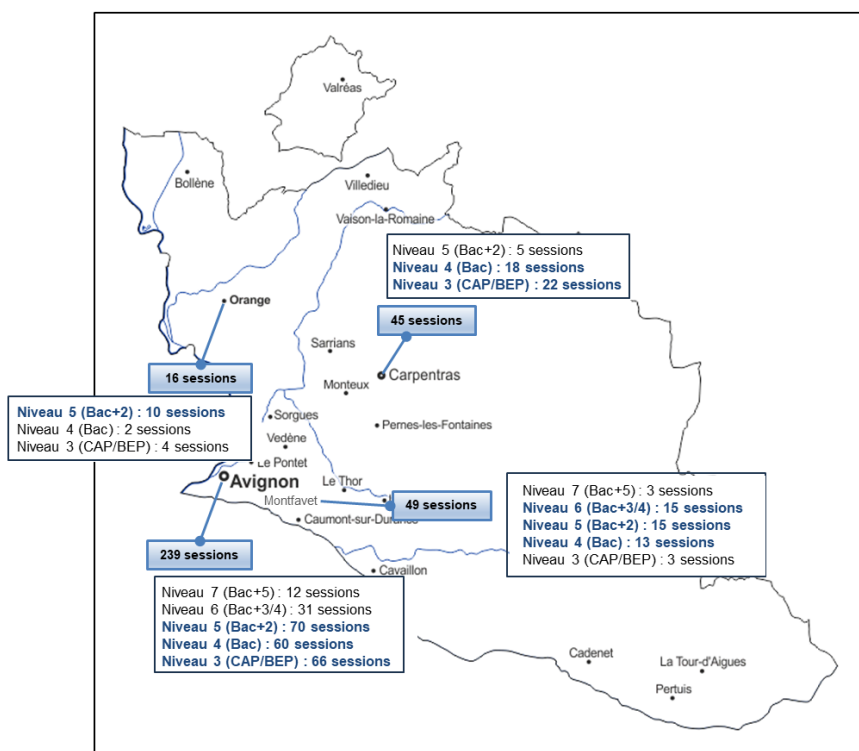 Valréas
Bollène
Villedieu
Vaison-la-Romaine
Niveau 5 (Bac+2) : 5 sessions
Niveau 4 (Bac) : 18 sessions
Niveau 3 (CAP/BEP) : 22 sessions
Orange
45 sessions
Sarrians
16 sessions
Carpentras
Monteux
Niveau 5 (Bac+2) : 10 sessions
Niveau 4 (Bac) : 2 sessions
Niveau 3 (CAP/BEP) : 4 sessions
Sorgues
Pernes-les-Fontaines
Vedène
Le Pontet
Avignon
Le Thor
Montfavet
49 sessions
Caumont-sur-Durance
Niveau 7 (Bac+5) : 3 sessions
Niveau 6 (Bac+3/4) : 15 sessions
Niveau 5 (Bac+2) : 15 sessions
Niveau 4 (Bac) : 13 sessions
Niveau 3 (CAP/BEP) : 3 sessions
239 sessions
Cavaillon
Niveau 7 (Bac+5) : 12 sessions
Niveau 6 (Bac+3/4) : 31 sessions
Niveau 5 (Bac+2) : 70 sessions
Niveau 4 (Bac) : 60 sessions
Niveau 3 (CAP/BEP) : 66 sessions
Cadenet
La Tour-d'Aigues
Pertuis